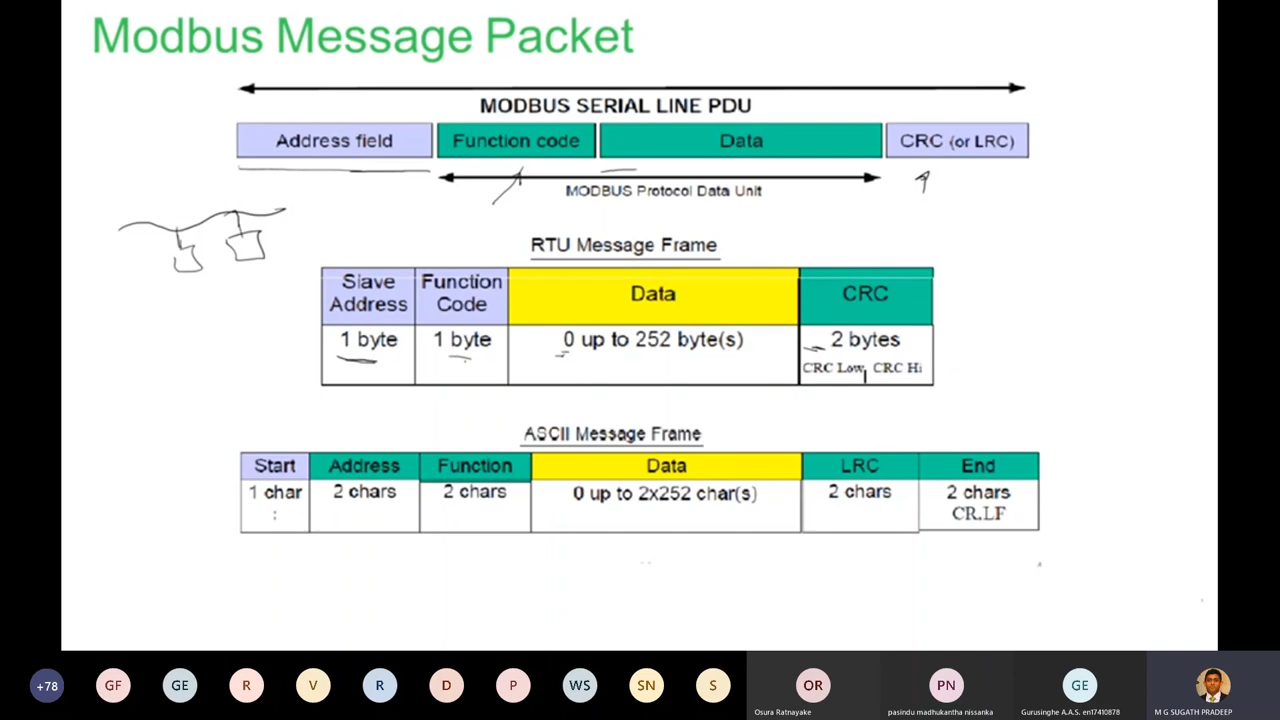 Modbus Message Packet
MODBUS SERIAL LINE PDU
Address field Function code Data CRC (or LRC)
MODBUS Protocol Data Unit
RTU Message Frame
Slave Address Function Code Data CRC
1 byte 1 byte 0 up to 252 byte(s) 2 bytes
CRC Low CRC Hi
ASCII Message Frame
Start Address Function Data LRC End
1 char 2 chars 2 chars 0 up to 2x252 char(s) 2 chars 2 chars
: CR.LF
+78 GF GE R V R D P WS SN S OR PN GE
Osura Ratnayake pasindu madhukantha nissanka Gurusinghe A.A.S. en17410878 M G SUGATH PRADEEP